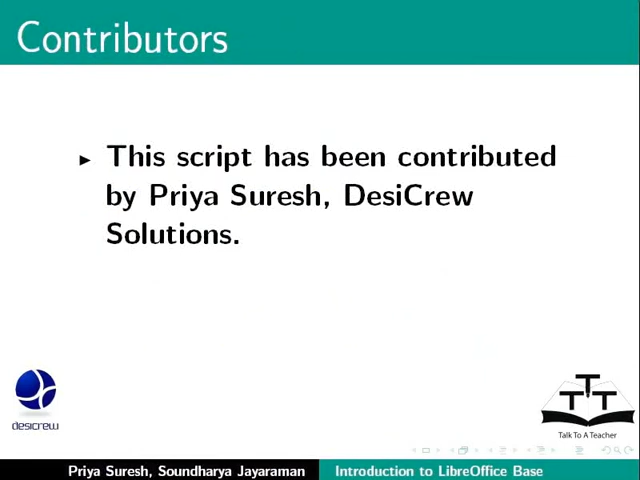 Contributors
This script has been contributed
by Priya Suresh, DesiCrew
Solutions.
desicrew
TTT
Talk To A Teacher
Priya Suresh, Soundharya Jayaraman
Introduction to LibreOffice Base